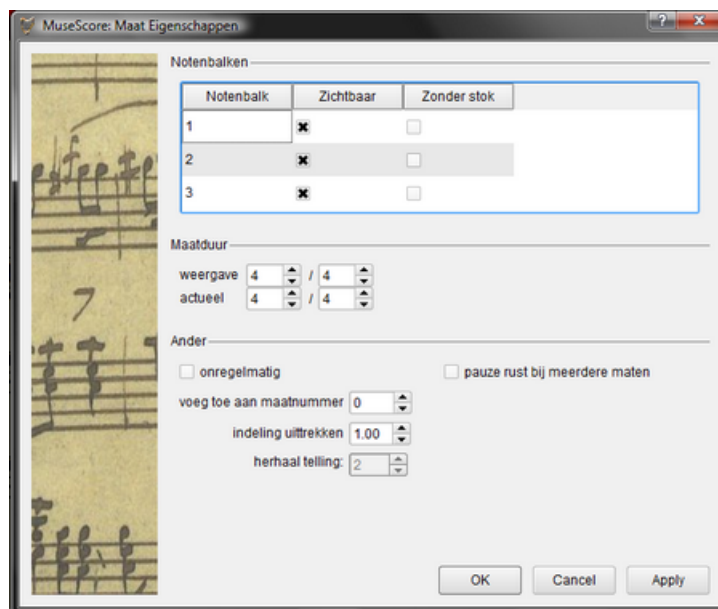 MuseScore: Maat Eigenschappen
Notenbalken
Notenbalk Zichtbaar Zonder stok
1
2
3
Maatduur
weergave 4 / 4
actueel 4 / 4
Ander
onregelmatig pauze rust bij meerdere maten
voeg toe aan maatnummer 0
indeling uittrekken 1.00
herhaal telling: 2
OK Cancel Apply